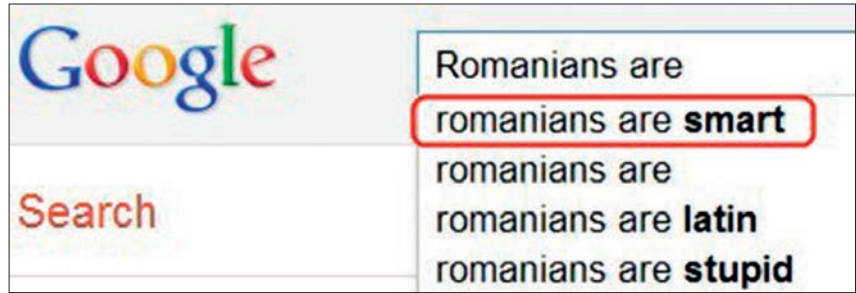 Google
Romanians are
romanians are smart
romanians are
Search
romanians are latin
romanians are stupid